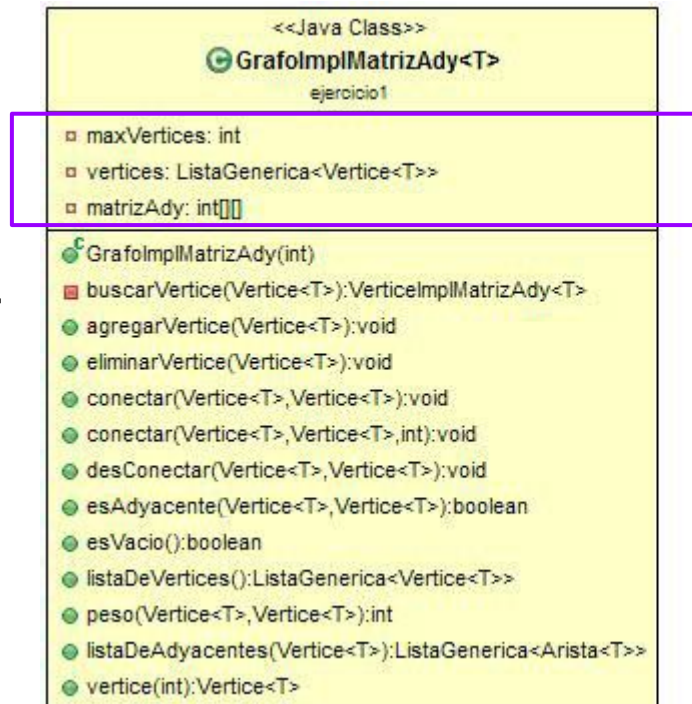 <<Java Class>>
GrafoImplMatrizAdy<T>
ejercicio1
maxVertices: int
vertices: ListaGenerica<Vertice<T>>
matrizAdy: int[][]
GrafoImplMatrizAdy(int)
buscarVertice(Vertice<T>):VerticeImplMatrizAdy<T>
agregarVertice(Vertice<T>):void
eliminarVertice(Vertice<T>):void
conectar(Vertice<T>,Vertice<T>):void
conectar(Vertice<T>,Vertice<T>,int):void
desConectar(Vertice<T>,Vertice<T>):void
esAdyacente(Vertice<T>,Vertice<T>):boolean
esVacio():boolean
listaDeVertices():ListaGenerica<Vertice<T>>
peso(Vertice<T>,Vertice<T>):int
listaDeAdyacentes(Vertice<T>):ListaGenerica<Arista<T>>
vertice(int):Vertice<T>